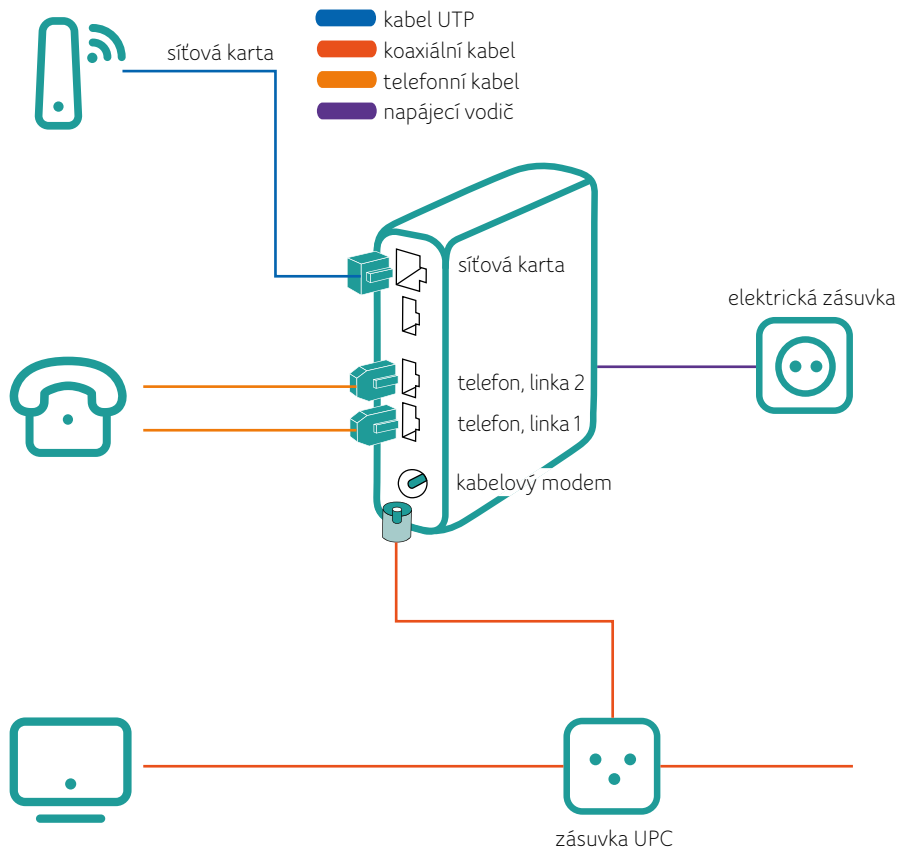 kabel UTP
koaxiální kabel
telefonní kabel
napájecí vodič
síťová karta
síťová karta
elektrická zásuvka
telefon, linka 2
telefon, linka 1
kabelový modem
zásuvka UPC